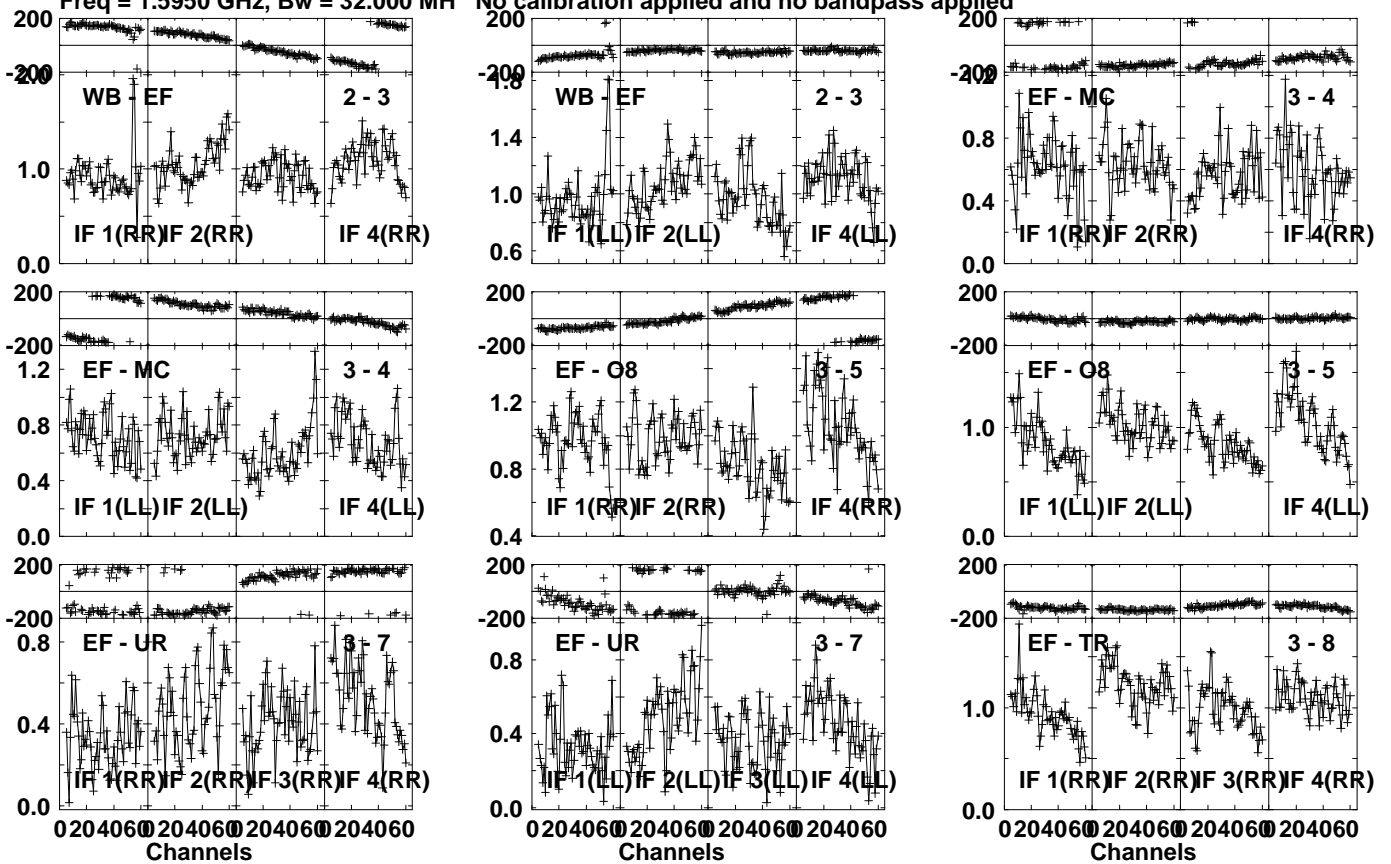 Freq = 1.5950 GHz, Bw = 32.000 MH No calibration applied and no bandpass applied
200 200 200
-200 -200 -200
2.0 1.8 1.2
WB - EF 2 - 3 WB - EF 2 - 3 EF - MC 3 - 4
1.4 0.8
1.0 1.0 0.4
IF 1(RR) IF 2(RR) IF 4(RR) IF 1(LL) IF 2(LL) IF 4(LL) IF 1(RR) IF 2(RR) IF 4(RR)
0.0 0.6 0.0
200 200 200
-200 -200 -200
EF - MC 3 - 4 EF - O8 3 - 5 EF - O8 3 - 5
1.2 1.2
0.8 0.8 1.0
0.4
IF 1(LL) IF 2(LL) IF 4(LL) IF 1(RR) IF 2(RR) IF 4(RR) IF 1(LL) IF 2(LL) IF 4(LL)
0.0 0.4 0.0
200 200 200
-200 -200 -200
EF - UR 3 - 7 EF - UR 3 - 7 EF - TR 3 - 8
0.8 0.8
0.4 0.4 1.0
IF 1(RR) IF 2(RR) IF 3(RR) IF 4(RR) IF 1(LL) IF 2(LL) IF 3(LL) IF 4(LL) IF 1(RR) IF 2(RR) IF 3(RR) IF 4(RR)
0.0 0.0 0.0
0 20 40 60 0 20 40 60 0 20 40 60 0 20 40 60 0 20 40 60 0 20 40 60 0 20 40 60 0 20 40 60 0 20 40 60 0 20 40 60 0 20 40 60 0 20 40 60
Channels Channels Channels